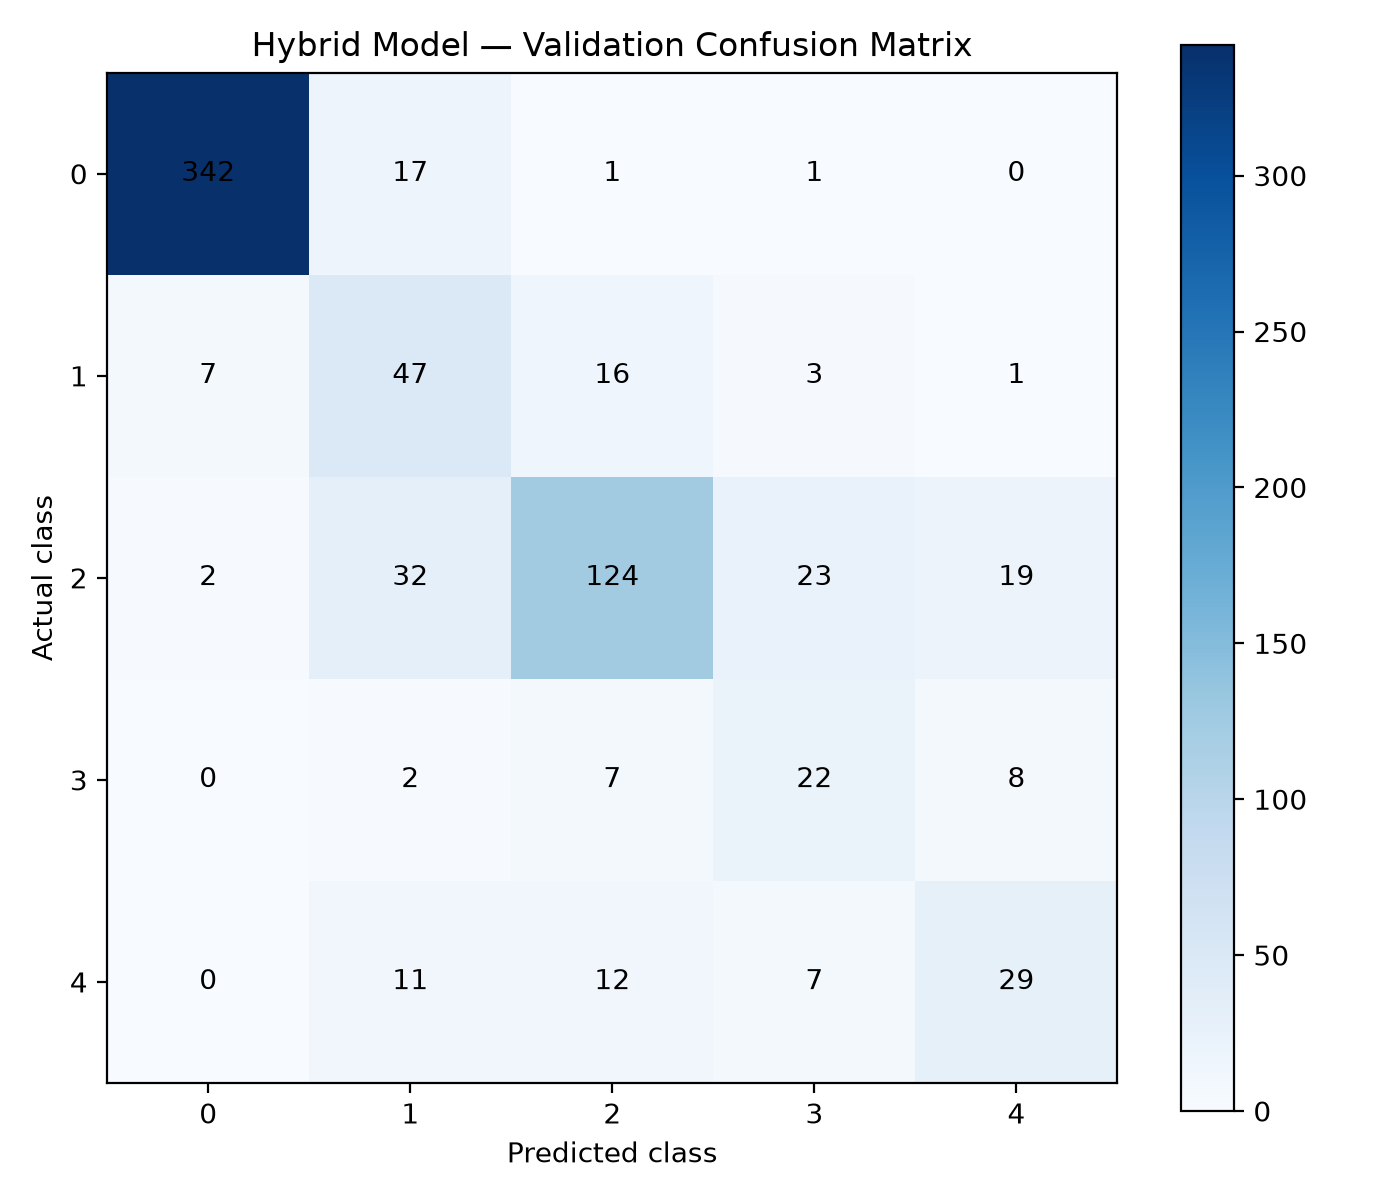 Hybrid Model — Validation Confusion Matrix
0 342 17 1 1 0
1 7 47 16 3 1
2 2 32 124 23 19
3 0 2 7 22 8
4 0 11 12 7 29
0 1 2 3 4
Predicted class
Actual class
300
250
200
150
100
50
0